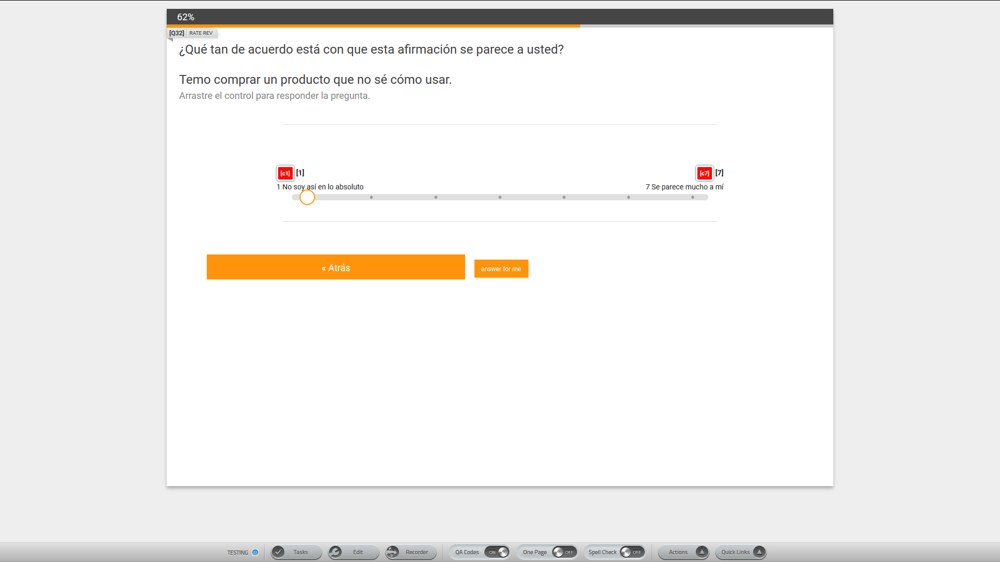 62%
[Q32] RATE REV
¿Qué tan de acuerdo está con que esta afirmación se parece a usted?
Temo comprar un producto que no sé cómo usar.
Arrastre el control para responder la pregunta.
[c1] [1] [c7] [7]
1 No soy así en lo absoluto 7 Se parece mucho a mí
« Atrás answer for me
TESTING Tasks Edit Recorder QA Codes ON One Page OFF Spell Check OFF Actions Quick Links